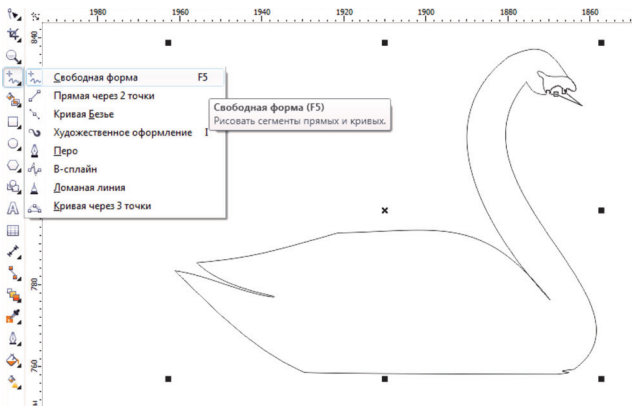 1980 1960 1940 1920 1900 1880 1860
840
Свободная форма F5
Прямая через 2 точки
Кривая Безье
Художественное оформление I
Перо
В-сплайн
Ломаная линия
Кривая через 3 точки
Свободная форма (F5)
Рисовать сегменты прямых и кривых.
780
760